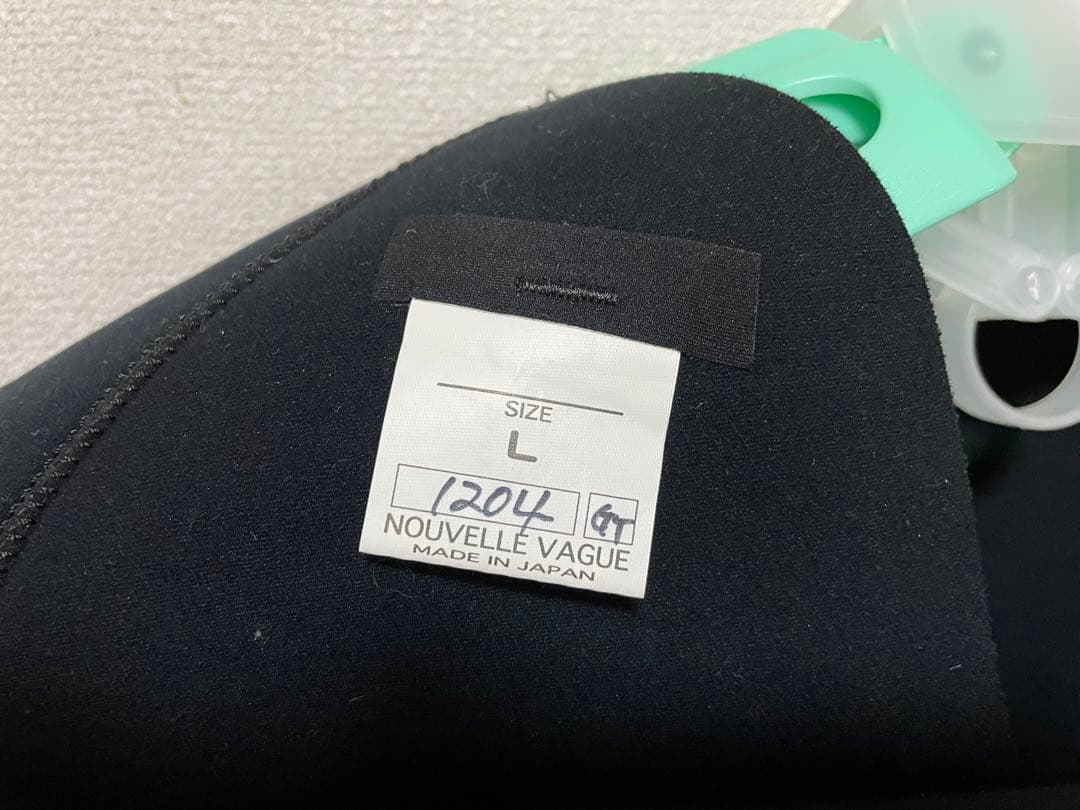 SIZE
L
1204 GT
NOUVELLE VAGUE
MADE IN JAPAN